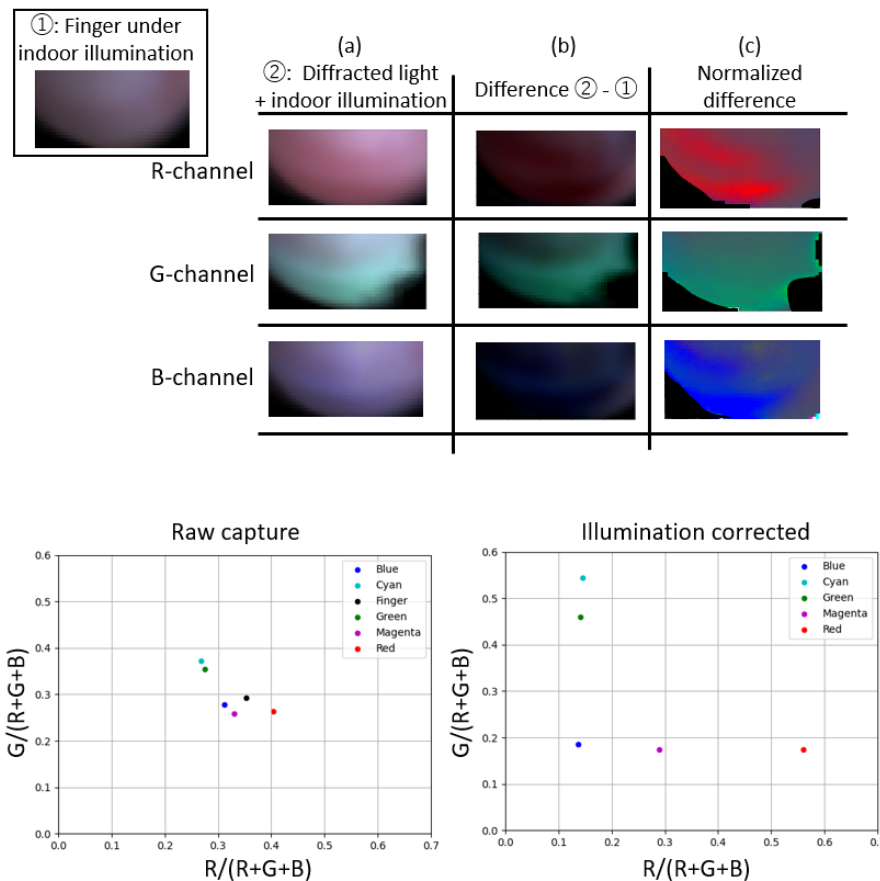 ①: Finger under
indoor illumination
(a)
(b)
(c)
②: Diffracted light
+ indoor illumination
Difference ② - ①
Normalized
difference
R-channel
G-channel
B-channel
Raw capture
0.6
0.5
0.4
0.3
0.2
0.1
0.0
0.0 0.1 0.2 0.3 0.4 0.5 0.6 0.7
G/(R+G+B)
R/(R+G+B)
Blue
Cyan
Finger
Green
Magenta
Red
Illumination corrected
0.6
0.5
0.4
0.3
0.2
0.1
0.0
0.0 0.1 0.2 0.3 0.4 0.5 0.6 0.
G/(R+G+B)
R/(R+G+B)
Blue
Cyan
Green
Magenta
Red